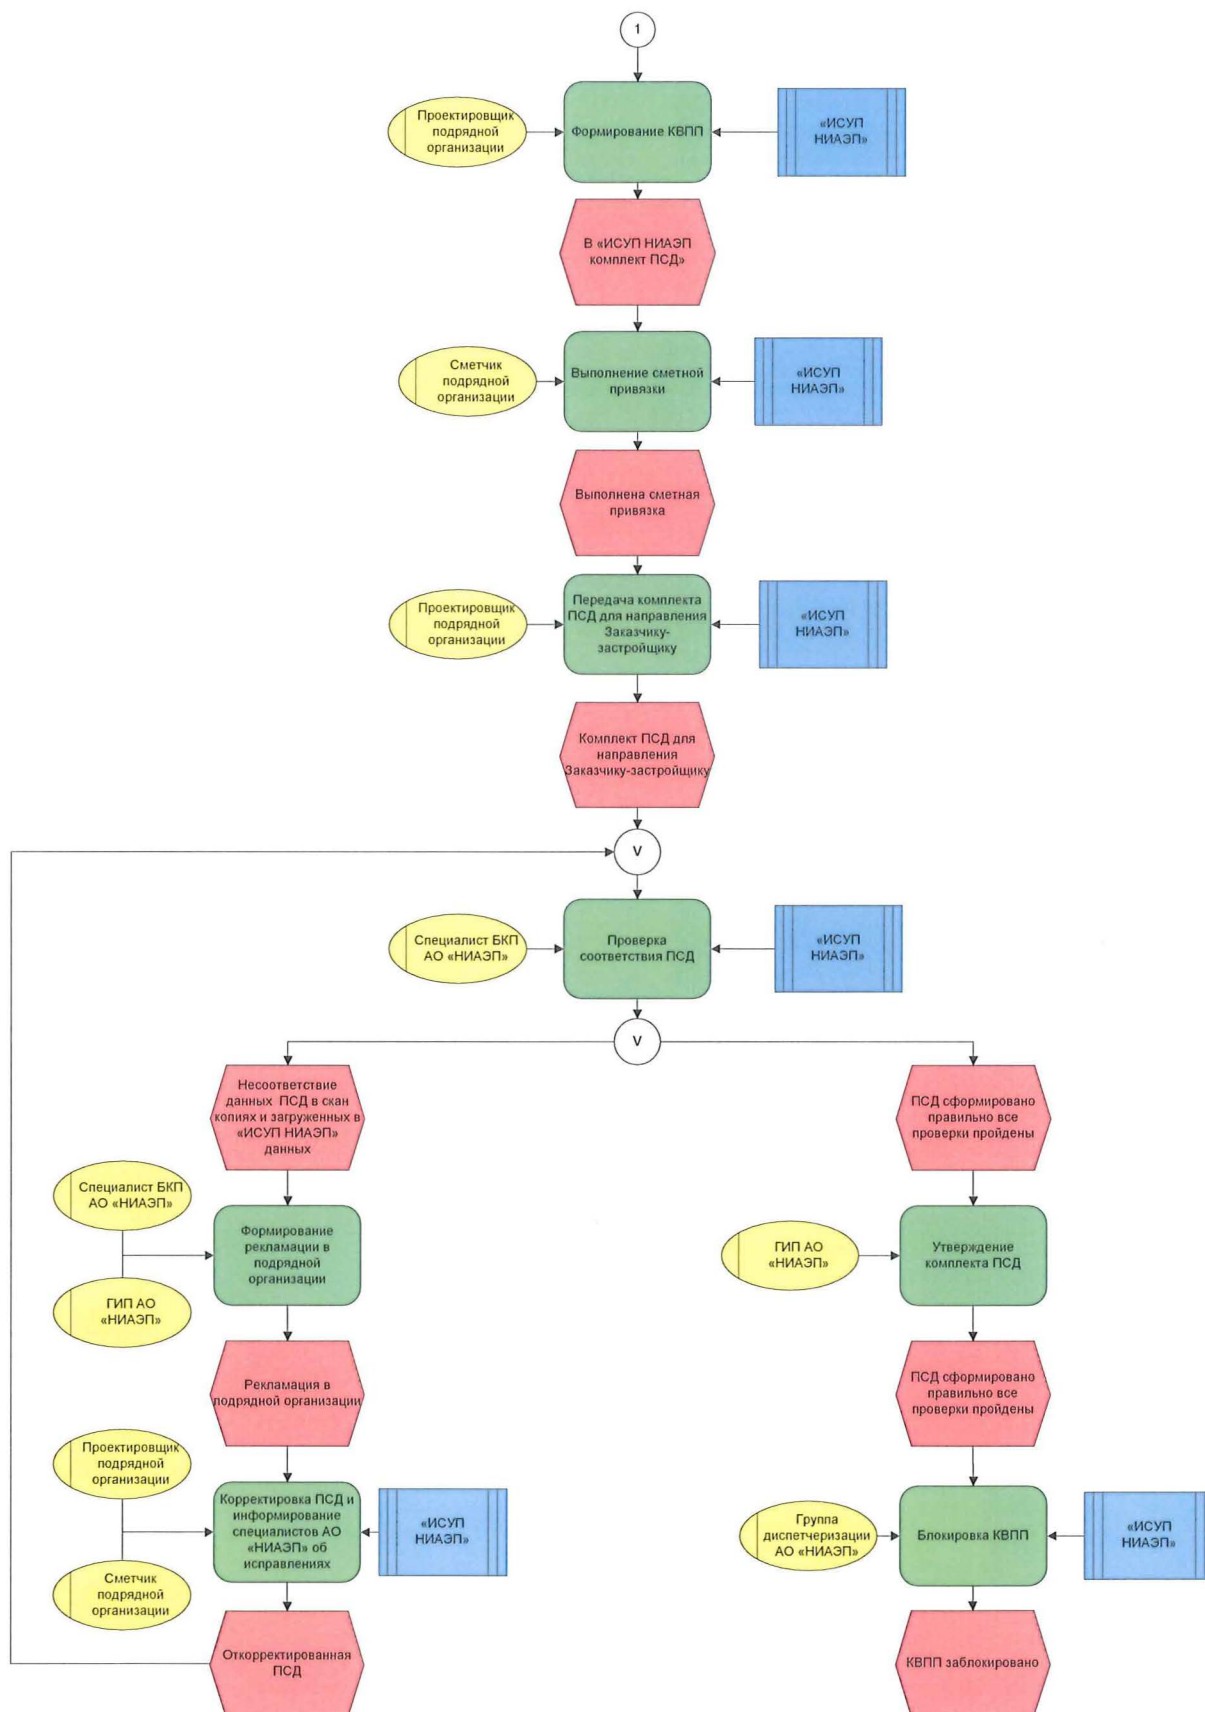 1
Проектировщик
подрядной
организации
Формирование КВПП
«ИСУП
НИАЭП»
В «ИСУП НИАЭП
комплект ПСД»
Сметчик
подрядной
организации
Выполнение сметной
привязки
«ИСУП
НИАЭП»
Выполнена сметная
привязка
Проектировщик
подрядной
организации
Передача комплекта
ПСД для направления
Заказчику-
застройщику
«ИСУП
НИАЭП»
Комплект ПСД для
направления
Заказчику-застройщику
V
Специалист БКП
АО «НИАЭП»
Проверка
соответствия ПСД
«ИСУП
НИАЭП»
V
Несоответствие
данных ПСД в скан
копиях и загруженных в
«ИСУП НИАЭП»
данных
ПСД сформировано
правильно все
проверки пройдены
Специалист БКП
АО «НИАЭП»
ГИП АО
«НИАЭП»
Формирование
рекламации в
подрядной
организации
ГИП АО
«НИАЭП»
Утверждение
комплекта ПСД
Рекламация в
подрядной организации
ПСД сформировано
правильно все
проверки пройдены
Проектировщик
подрядной
организации
Сметчик
подрядной
организации
Корректировка ПСД и
информирование
специалистов АО
«НИАЭП» об
исправлениях
«ИСУП
НИАЭП»
Группа
диспетчеризации
АО «НИАЭП»
Блокировка КВПП
«ИСУП
НИАЭП»
Откорректированная
ПСД
КВПП заблокировано